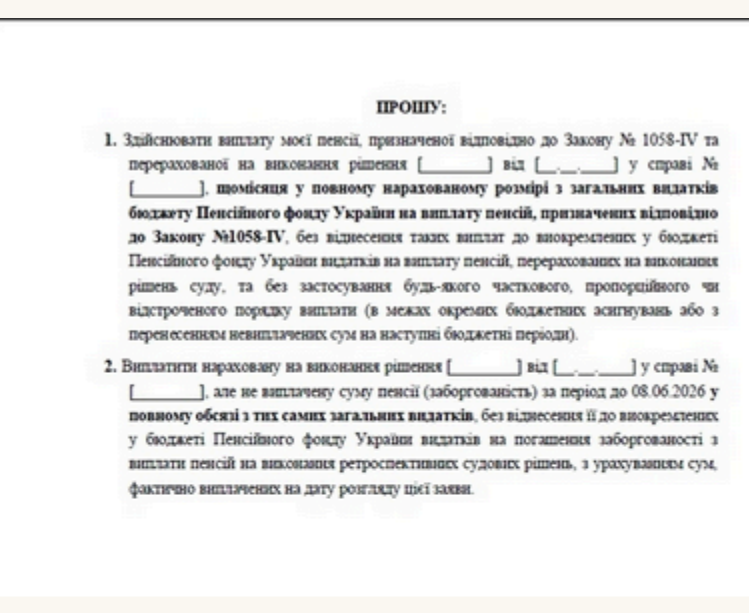 ПРОШУ:
1. Здійснювати виплату моєї пенсії, призначеної відповідно до Закону № 1058-IV та
перерахованої на виконання рішення [______] від [__.__.____] у справі №
[______], щомісяця у повному нарахованому розмірі з загальних видатків
бюджету Пенсійного фонду України на виплату пенсій, призначених відповідно
до Закону №1058-IV, без віднесення таких виплат до виокремлених у бюджеті
Пенсійного фонду України видатків на виплату пенсій, перерахованих на виконання
рішень суду, та без застосування будь-якого часткового, пропорційного чи
відстроченого порядку виплати (в межах окремих бюджетних асигнувань або з
перенесенням невиплачених сум на наступні бюджетні періоди).
2. Виплатити нараховану на виконання рішення [______] від [__.__.____] у справі №
[______], але не виплачену суму пенсії (заборгованість) за період до 08.06.2026 у
повному обсязі з тих самих загальних видатків, без віднесення її до виокремлених
у бюджеті Пенсійного фонду України видатків на погашення заборгованості з
виплати пенсій на виконання ретроспективних судових рішень, з урахуванням сум,
фактично виплачених на дату розгляду цієї заяви.